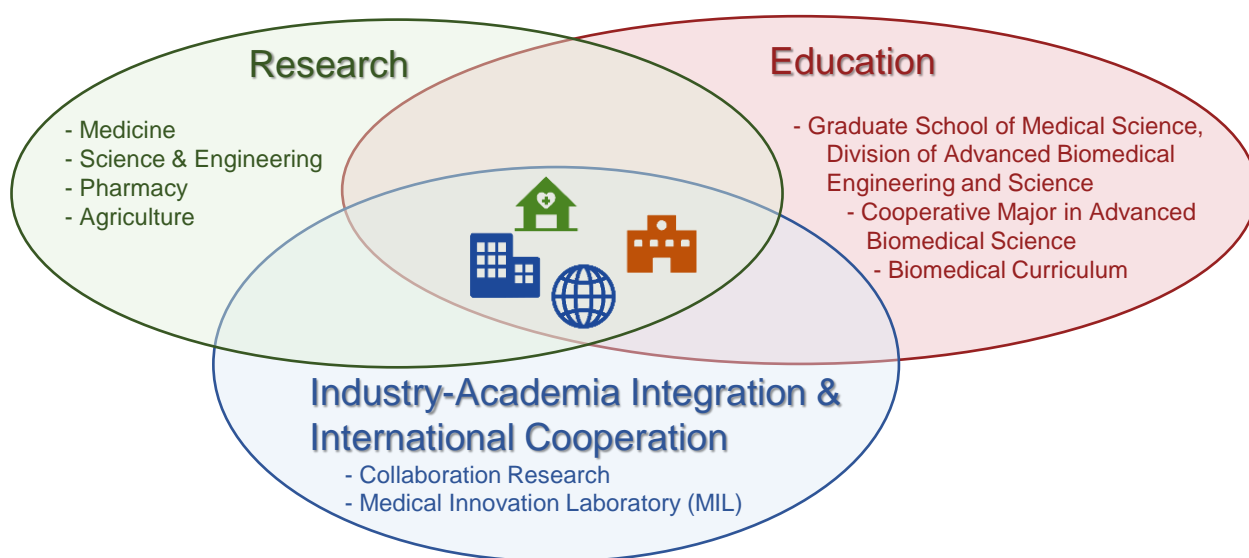 Research
- Medicine
- Science & Engineering
- Pharmacy
- Agriculture
Education
- Graduate School of Medical Science,
Division of Advanced Biomedical
Engineering and Science
- Cooperative Major in Advanced
Biomedical Science
- Biomedical Curriculum
Industry-Academia Integration &
International Cooperation
- Collaboration Research
- Medical Innovation Laboratory (MIL)